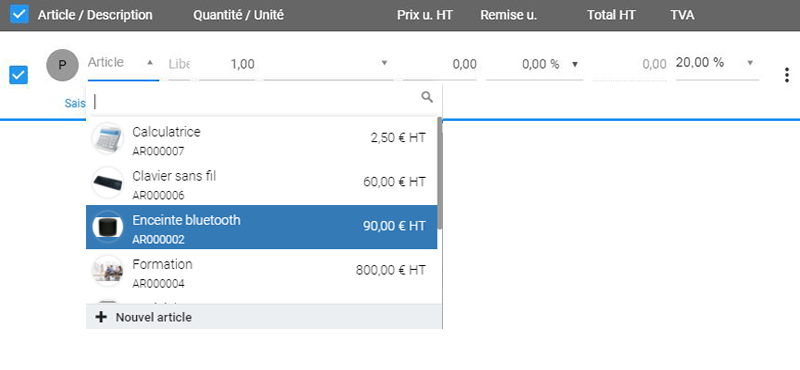 Article / Description Quantité / Unité Prix u. HT Remise u. Total HT TVA
P Article Libe 1,00 0,00 0,00 % 0,00 20,00 %
Sais
Calculatrice 2,50 € HT
AR000007
Clavier sans fil 60,00 € HT
AR000006
Enceinte bluetooth 90,00 € HT
AR000002
Formation 800,00 € HT
AR000004
+ Nouvel article